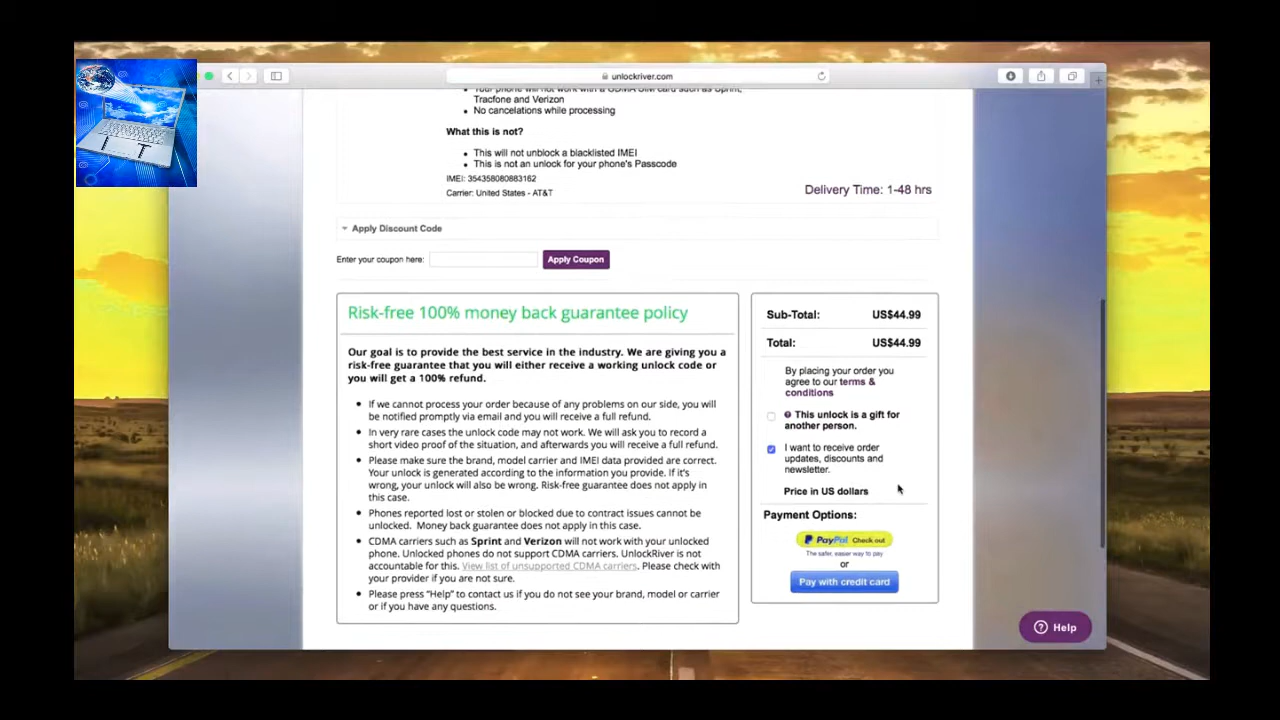 unlockriver.com
Your phone will not work with a CDMA SIM card such as Sprint,
Tracfone and Verizon
No cancelations while processing
What this is not?
This will not unblock a blacklisted IMEI
This is not an unlock for your phone's Passcode
IMEI: 354358080883162
Carrier: United States - AT&T
Delivery Time: 1-48 hrs
Apply Discount Code
Enter your coupon here:
Apply Coupon
Risk-free 100% money back guarantee policy
Our goal is to provide the best service in the industry. We are giving you a
risk-free guarantee that you will either receive a working unlock code or
you will get a 100% refund.
If we cannot process your order because of any problems on our side, you will
be notified promptly via email and you will receive a full refund.
In very rare cases the unlock code may not work. We will ask you to record a
short video proof of the situation, and afterwards you will receive a full refund.
Please make sure the brand, model carrier and IMEI data provided are correct.
Your unlock is generated according to the information you provide. If it's
wrong, your unlock will also be wrong. Risk-free guarantee does not apply in
this case.
Phones reported lost or stolen or blocked due to contract issues cannot be
unlocked. Money back guarantee does not apply in this case.
CDMA carriers such as Sprint and Verizon will not work with your unlocked
phone. Unlocked phones do not support CDMA carriers. UnlockRiver is not
accountable for this. View list of unsupported CDMA carriers. Please check with
your provider if you are not sure.
Please press "Help" to contact us if you do not see your brand, model or carrier
or if you have any questions.
Sub-Total: US$44.99
Total: US$44.99
By placing your order you
agree to our terms &
conditions
This unlock is a gift for
another person.
I want to receive order
updates, discounts and
newsletter.
Price in US dollars
Payment Options:
PayPal Check out
The safer, easier way to pay
or
Pay with credit card
Help
I T